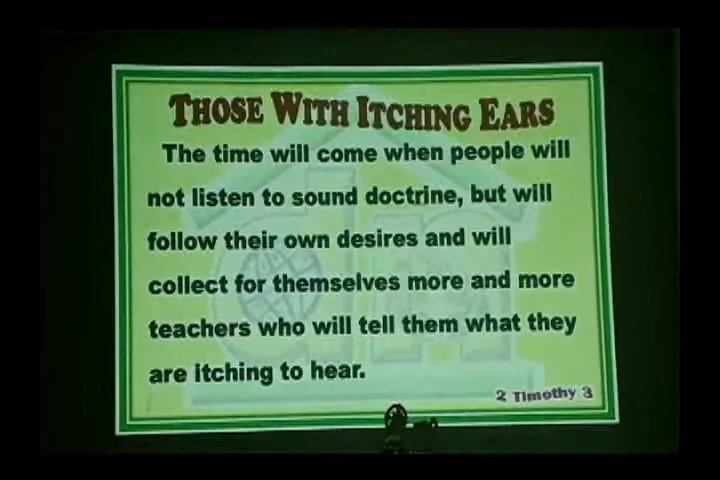 THOSE WITH ITCHING EARS
The time will come when people will
not listen to sound doctrine, but will
follow their own desires and will
collect for themselves more and more
teachers who will tell them what they
are itching to hear.
2 Timothy 3